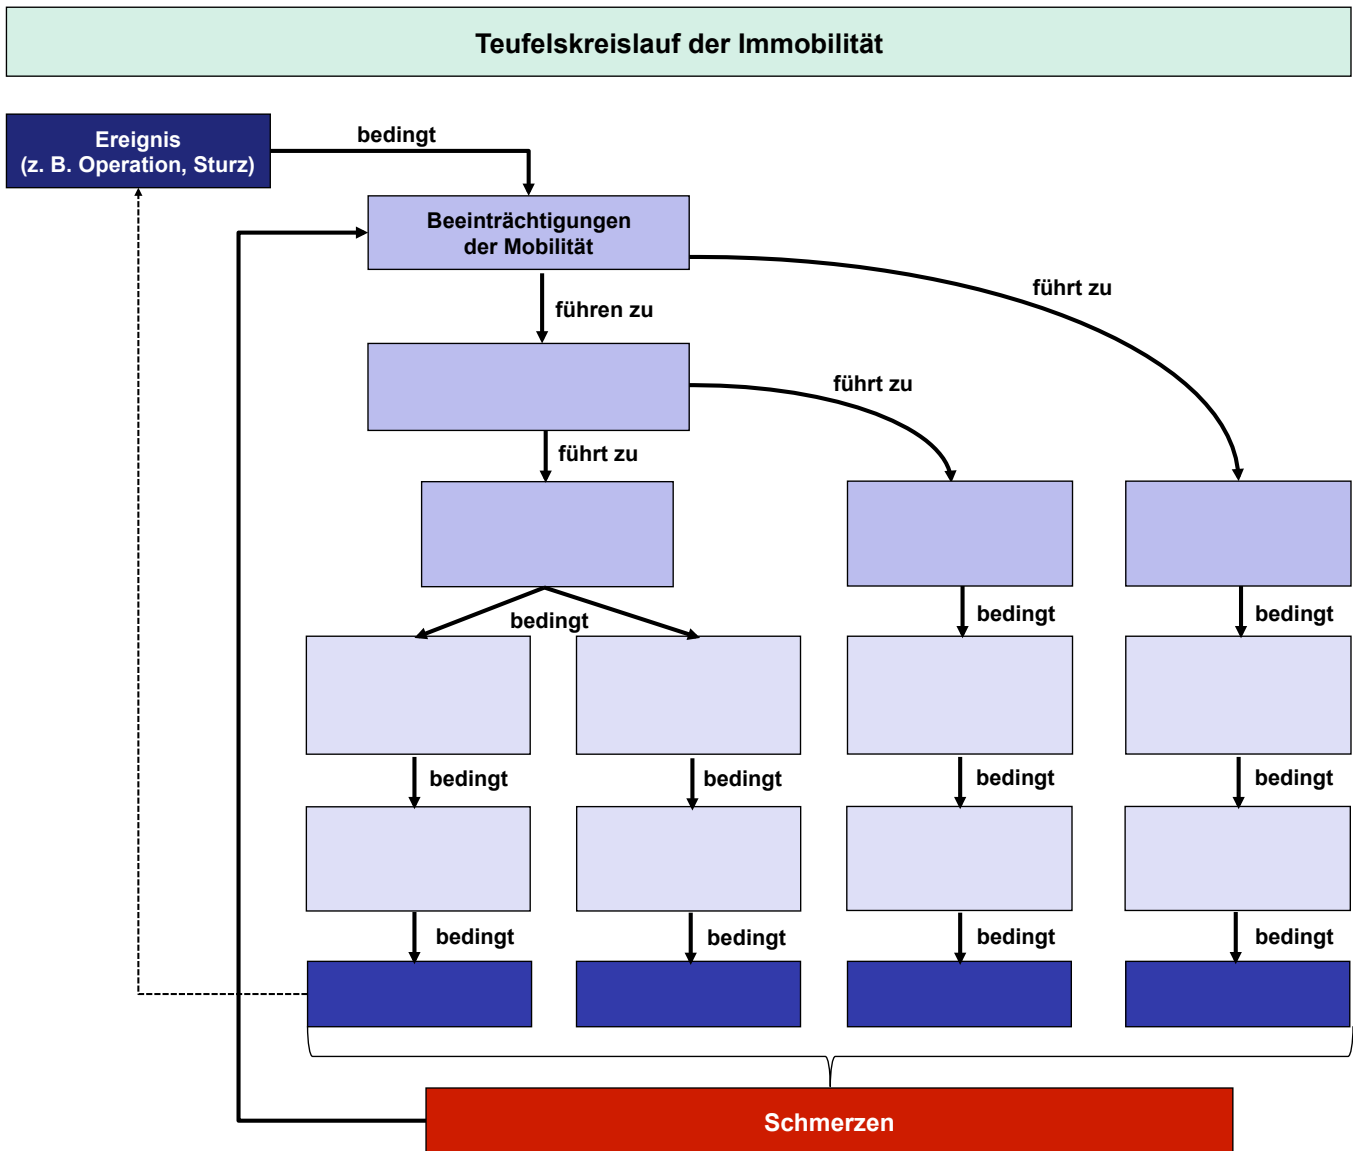 Teufelskreislauf der Immobilität
Ereignis
(z. B. Operation, Sturz)
bedingt
Beeinträchtigungen
der Mobilität
führt zu
führen zu
führt zu
führt zu
bedingt
bedingt
bedingt
bedingt
bedingt
bedingt
bedingt
bedingt
bedingt
bedingt
bedingt
Schmerzen